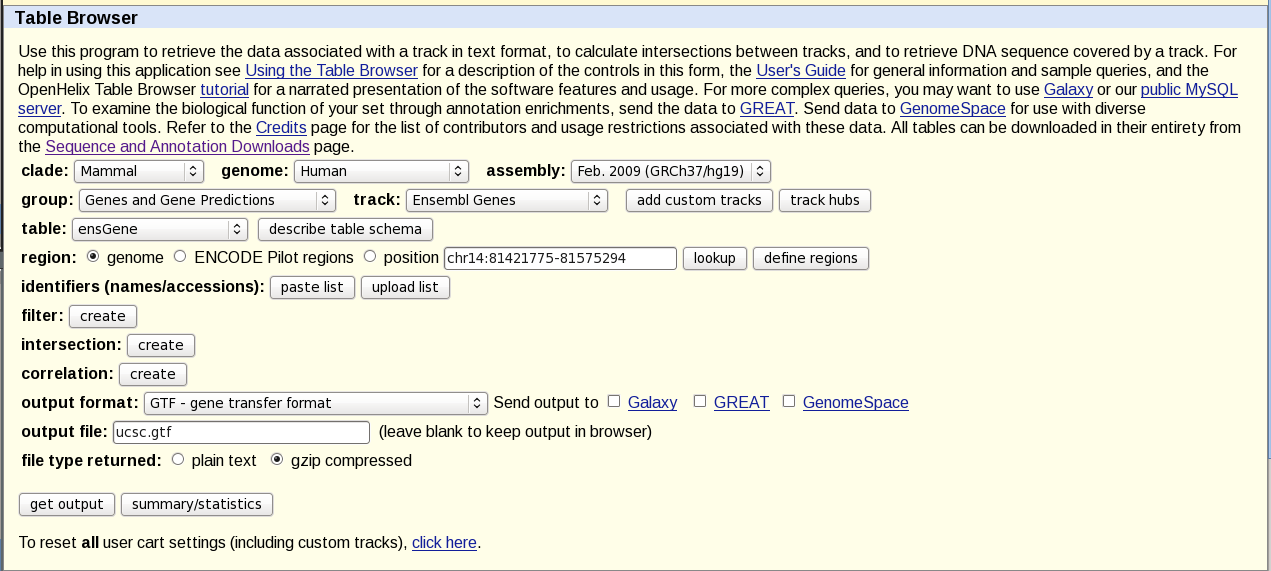 Table Browser
Use this program to retrieve the data associated with a track in text format, to calculate intersections between tracks, and to retrieve DNA sequence covered by a track. For
help in using this application see Using the Table Browser for a description of the controls in this form, the User's Guide for general information and sample queries, and the
OpenHelix Table Browser tutorial for a narrated presentation of the software features and usage. For more complex queries, you may want to use Galaxy or our public MySQL
server. To examine the biological function of your set through annotation enrichments, send the data to GREAT. Send data to GenomeSpace for use with diverse
computational tools. Refer to the Credits page for the list of contributors and usage restrictions associated with these data. All tables can be downloaded in their entirety from
the Sequence and Annotation Downloads page.
clade: Mammal genome: Human assembly: Feb. 2009 (GRCh37/hg19)
group: Genes and Gene Predictions track: Ensembl Genes add custom tracks track hubs
table: ensGene describe table schema
region: genome ENCODE Pilot regions position chr14:81421775-81575294 lookup define regions
identifiers (names/accessions): paste list upload list
filter: create
intersection: create
correlation: create
output format: GTF - gene transfer format Send output to Galaxy GREAT GenomeSpace
output file: ucsc.gtf (leave blank to keep output in browser)
file type returned: plain text gzip compressed
get output summary/statistics
To reset all user cart settings (including custom tracks), click here.